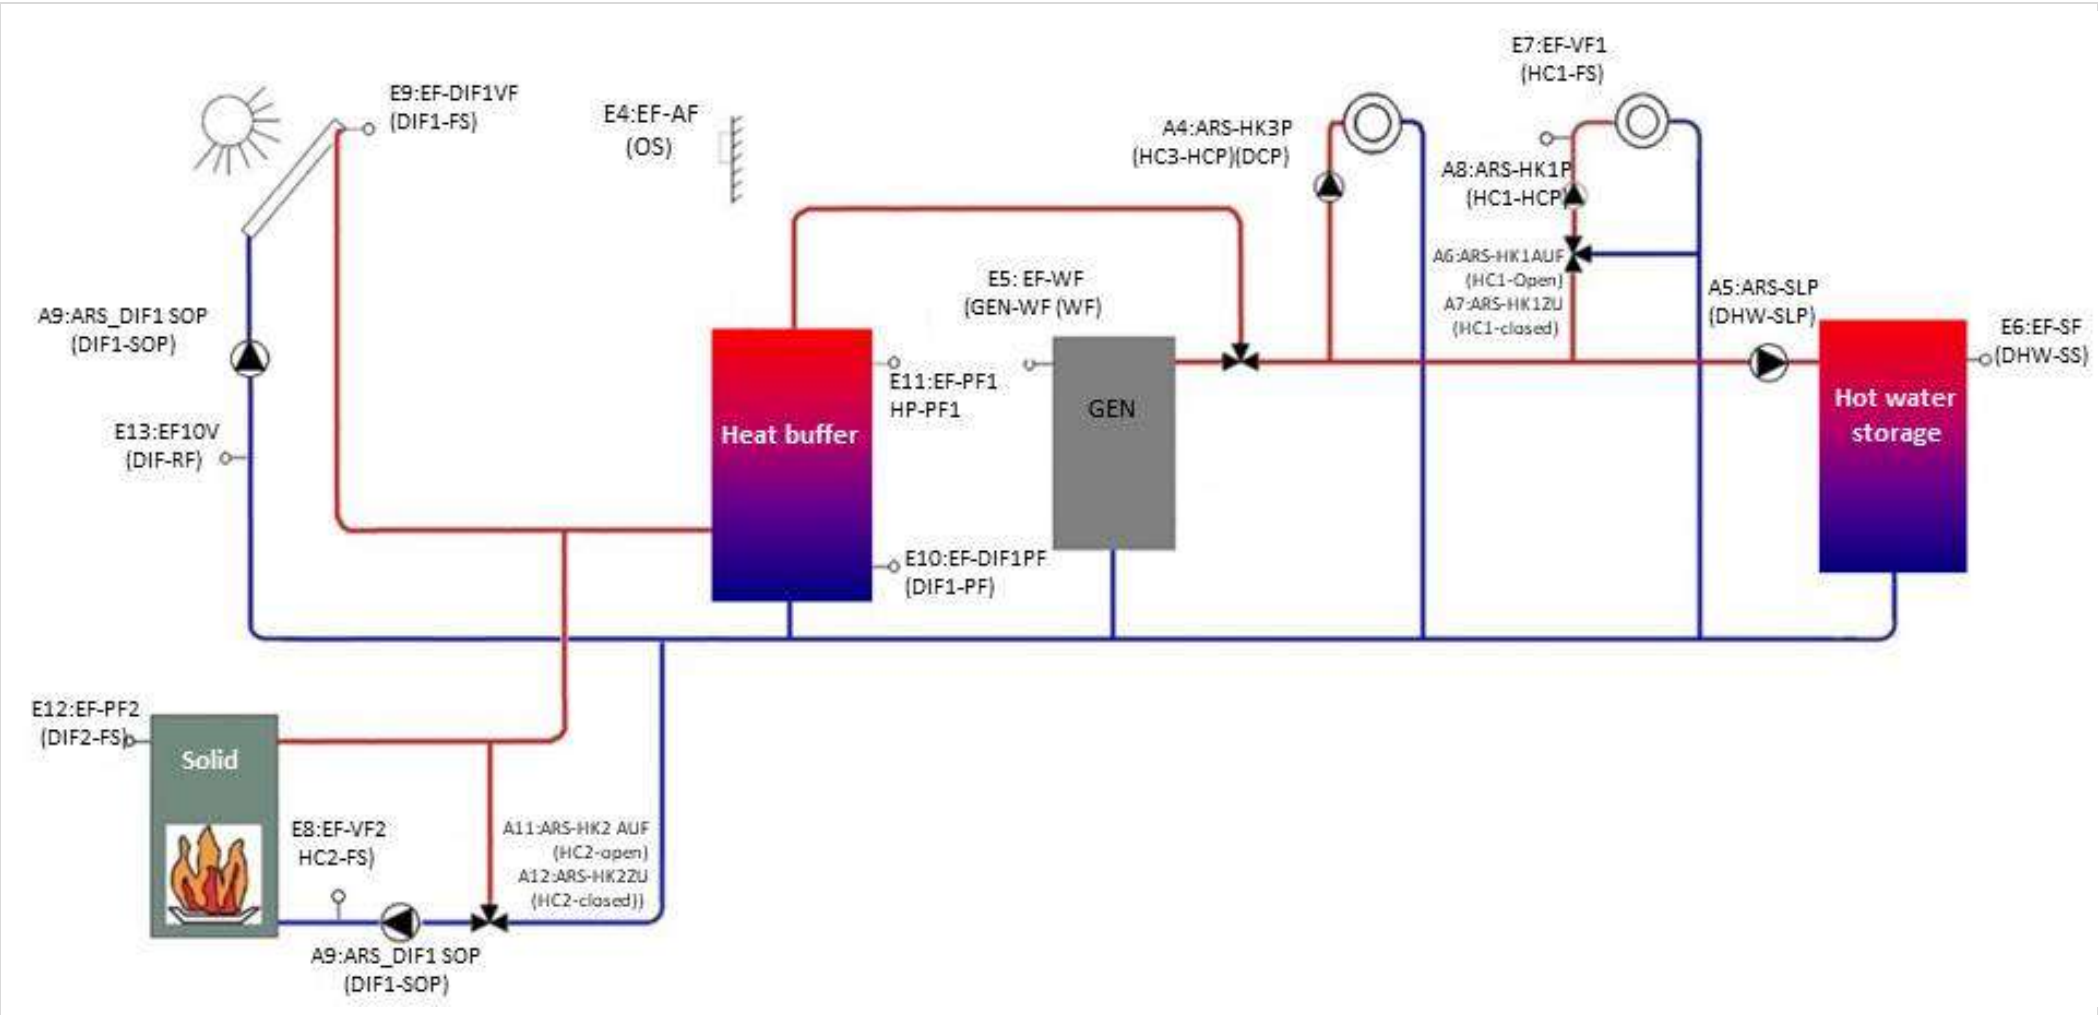 E7:EF-VF1
(HC1-FS)
E9:EF-DIF1VF
(DIF1-FS)
E4:EF-AF
(OS)
A4:ARS-HK3P
(HC3-HCP)(DCP)
A8:ARS-HK1P
(HC1-HCP)
E5: EF-WF
(GEN-WF (WF)
A6:ARS-HK1AUF
(HC1-Open)
A7:ARS-HK1ZU
(HC1-closed)
A5:ARS-SLP
(DHW-SLP)
A9:ARS_DIF1 SOP
(DIF1-SOP)
E6:EF-SF
(DHW-SS)
E11:EF-PF1
HP-PF1
GEN
Hot water
storage
Heat buffer
E13:EF10V
(DIF-RF)
E10:EF-DIF1PF
(DIF1-PF)
E12:EF-PF2
(DIF2-FS)
Solid
E8:EF-VF2
HC2-FS)
A11:ARS-HK2 AUF
(HC2-open)
A12:ARS-HK2ZU
(HC2-closed))
A9:ARS_DIF1 SOP
(DIF1-SOP)